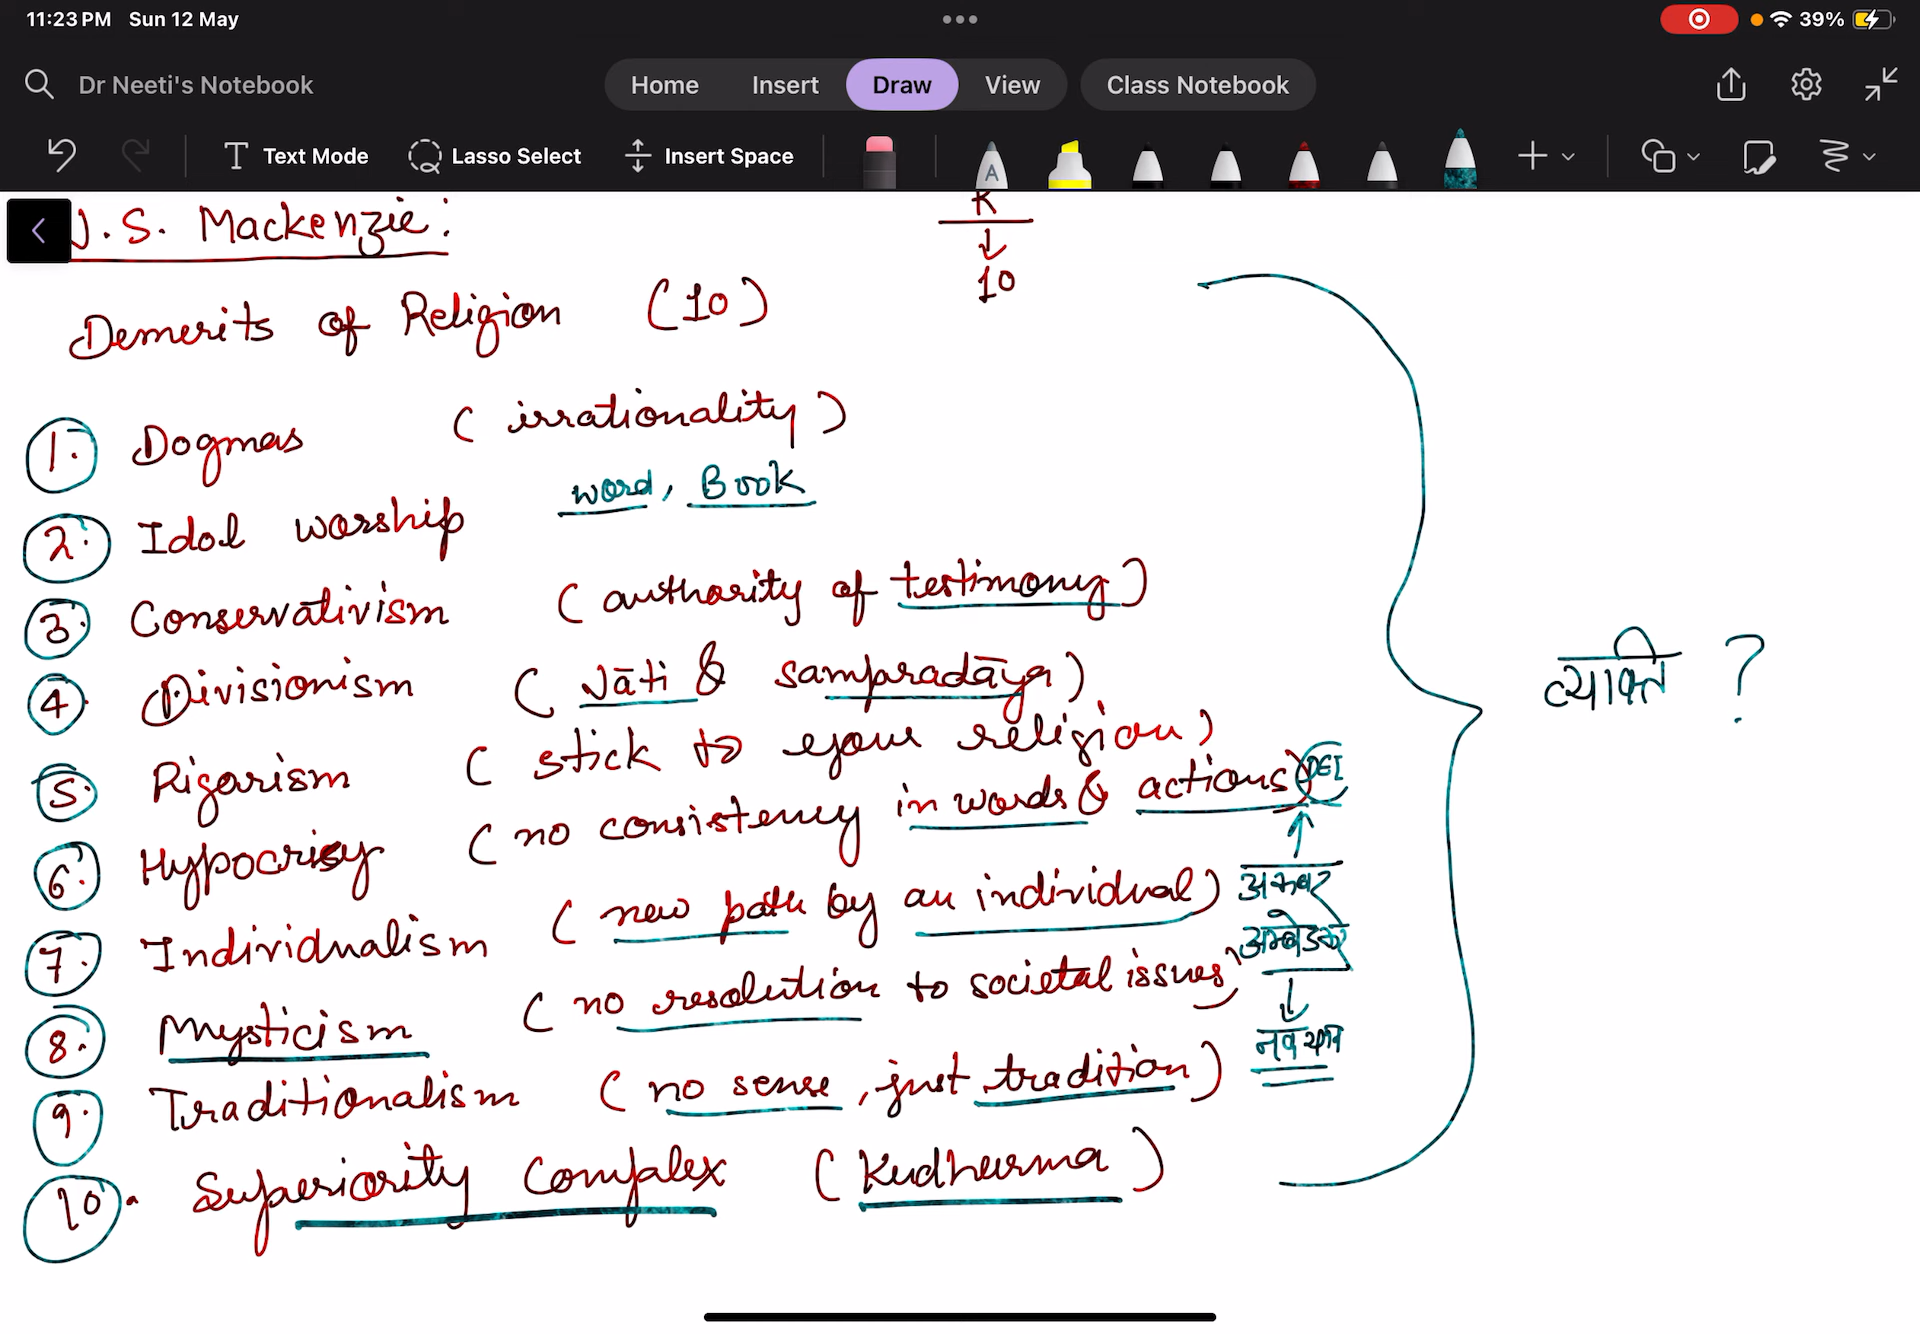 11:23 PM Sun 12 May
39%
Dr Neeti's Notebook
Home Insert Draw View Class Notebook
Text Mode Lasso Select Insert Space
J. S. Mackenzie:
K
10
Demerits of Religion (10)
1. Dogmas (irrationality)
word, Book
2. Idol worship
3. Conservativism (authority of testimony)
4. Divisionism (Jāti & sampradāya)
व्यक्ति ?
5. Rigorism (stick to your religion)
6. Hypocrisy (no consistency in words & actions)
7. Individualism (new path by an individual)
अकबर
8. Mysticism (no resolution to societal issues)
नवयान
9. Traditionalism (no sense, just tradition)
10. Superiority Complex (Kudharma)